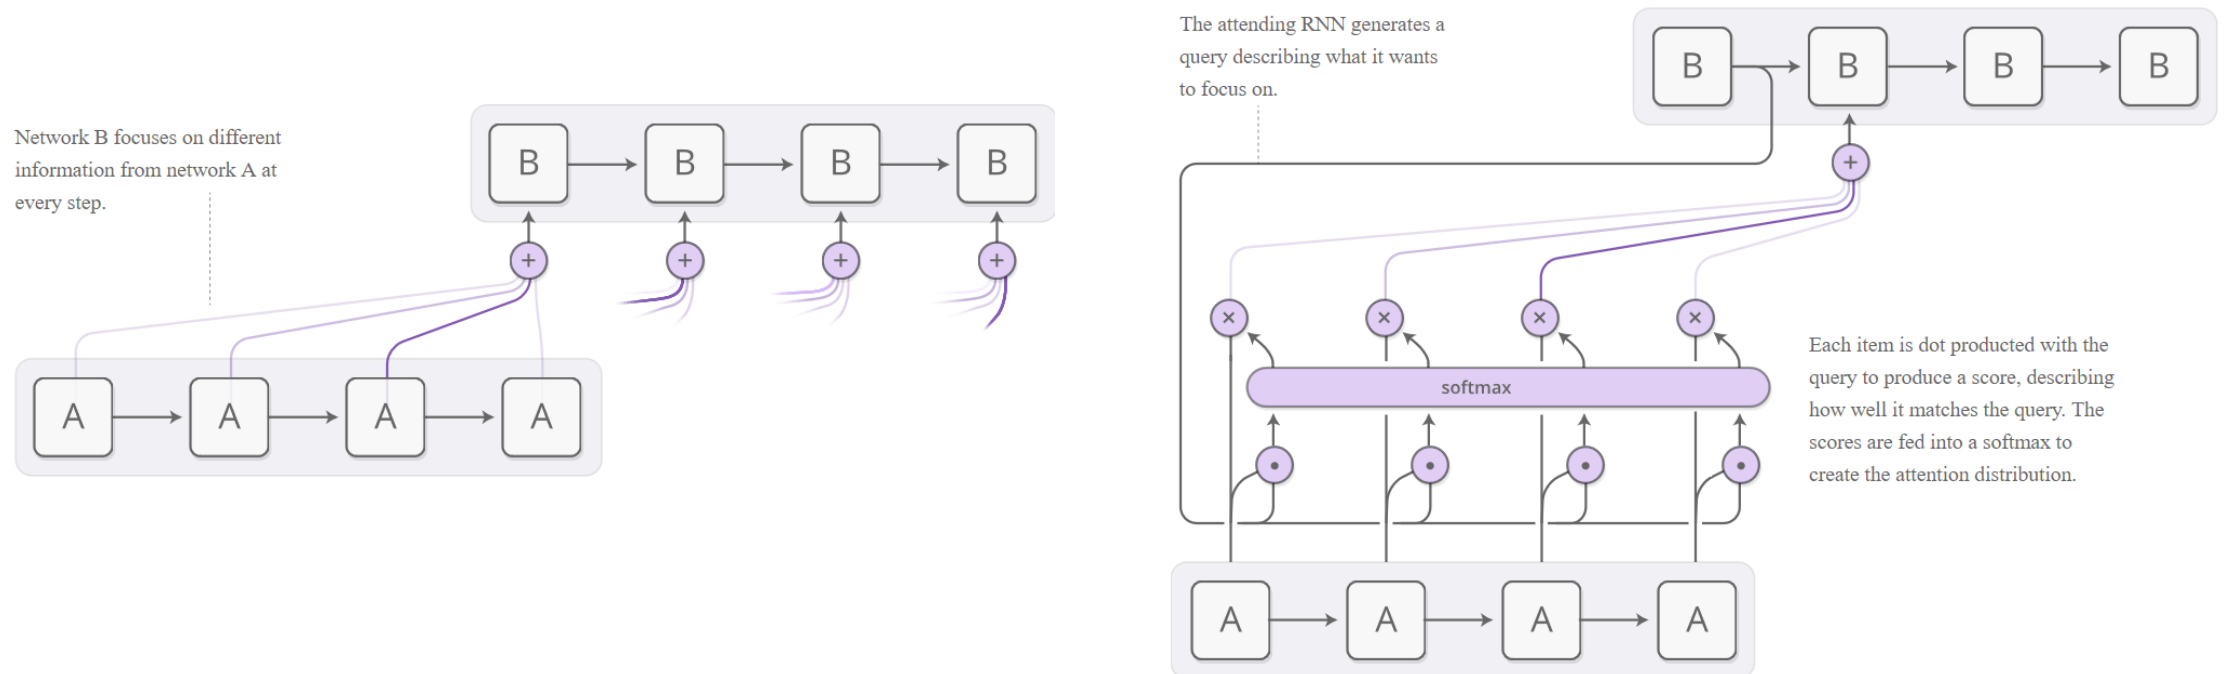 Network B focuses on different
information from network A at
every step.
B B B B
+ + + +
A A A A
The attending RNN generates a
query describing what it wants
to focus on.
B B B B
+
× × × ×
softmax
Each item is dot producted with the
query to produce a score, describing
how well it matches the query. The
scores are fed into a softmax to
create the attention distribution.
A A A A